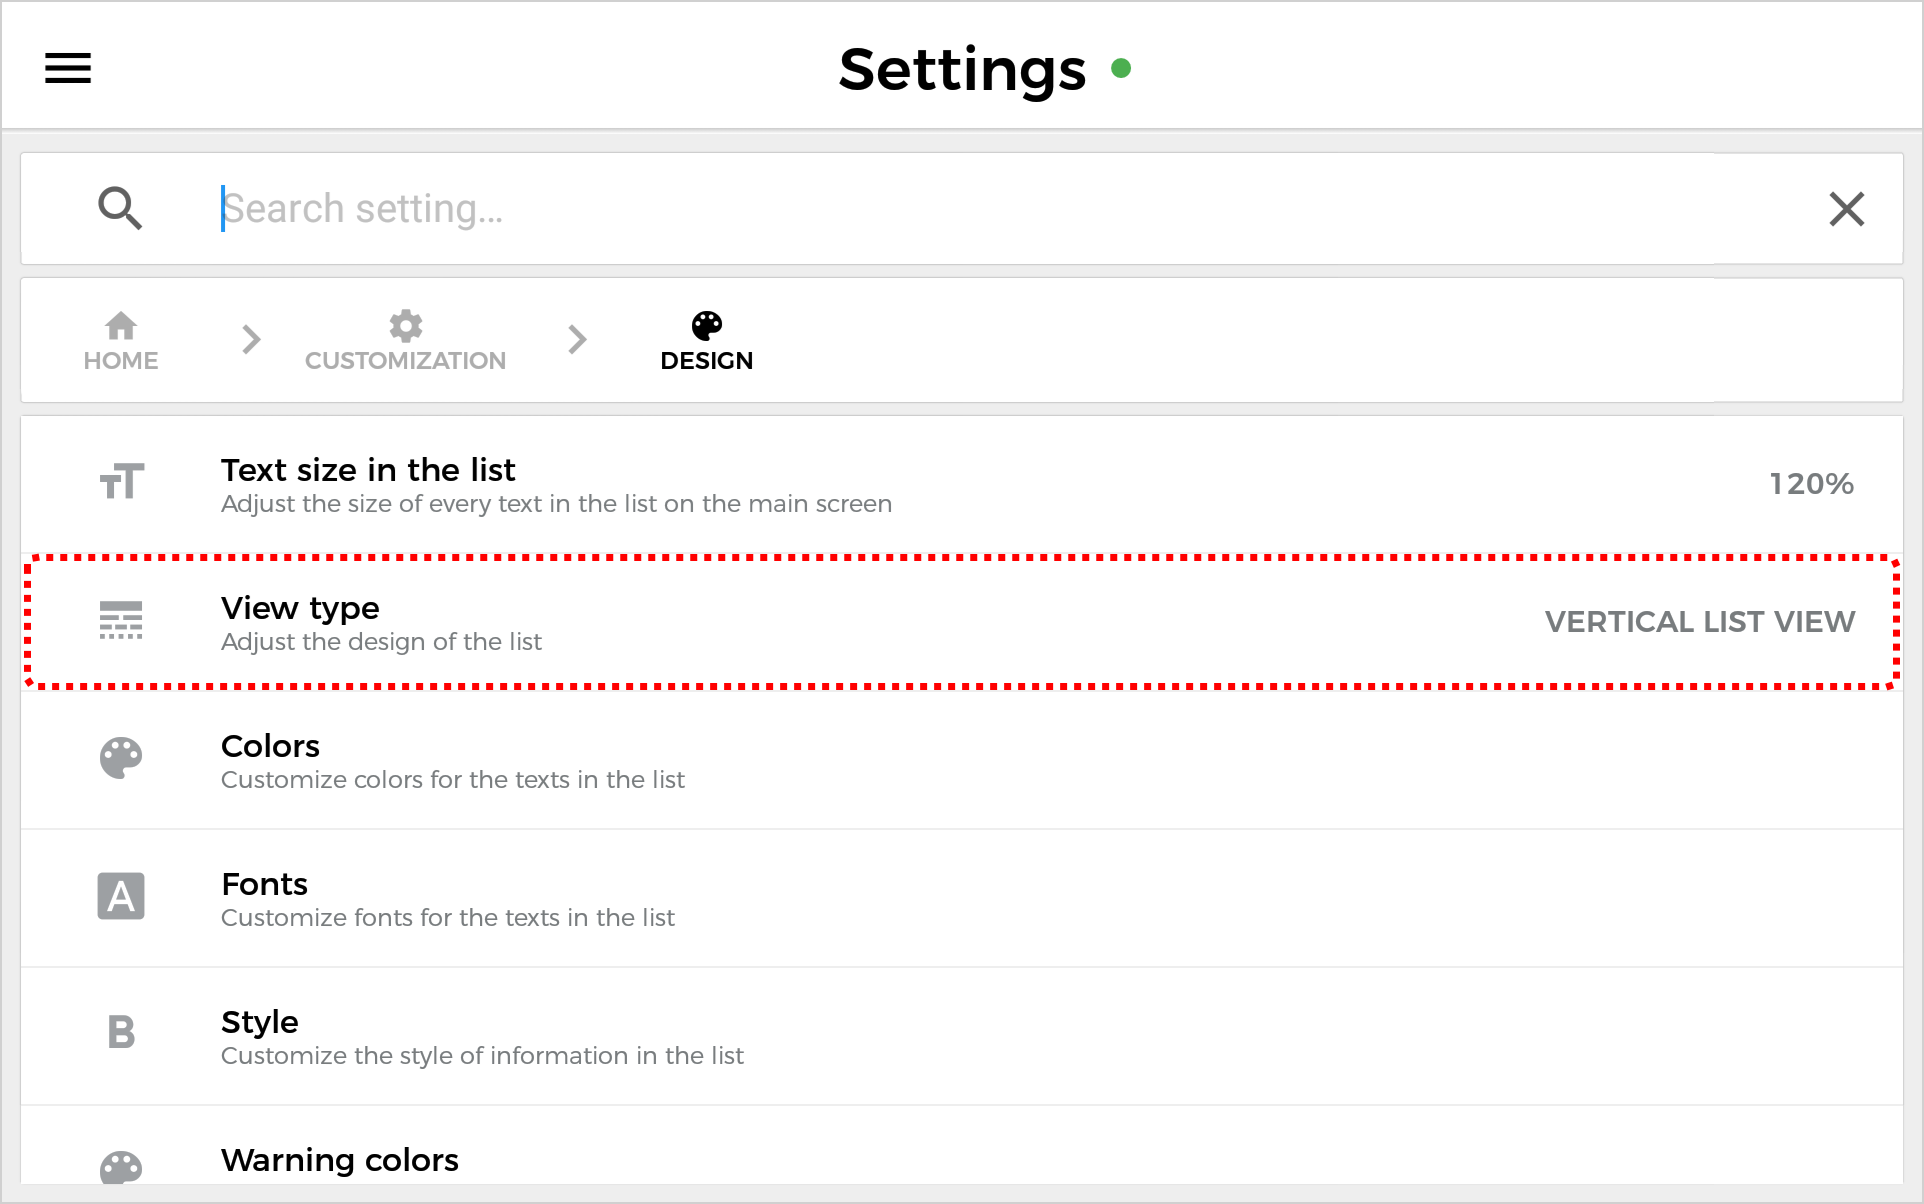 Settings
Search setting...
HOME
CUSTOMIZATION
DESIGN
Text size in the list
Adjust the size of every text in the list on the main screen
120%
View type
Adjust the design of the list
VERTICAL LIST VIEW
Colors
Customize colors for the texts in the list
Fonts
Customize fonts for the texts in the list
Style
Customize the style of information in the list
Warning colors